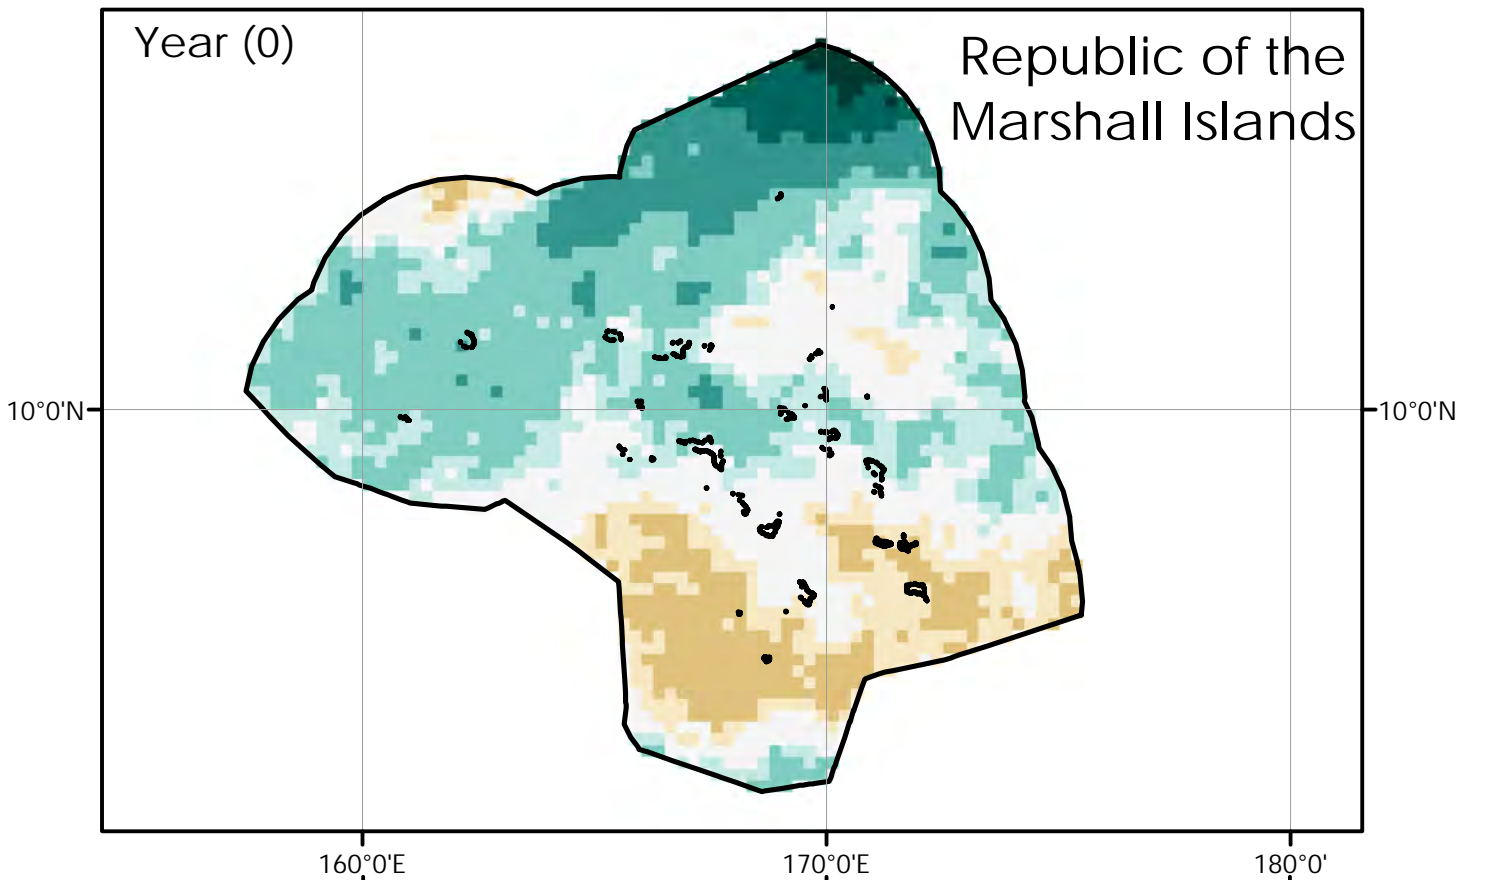 Year (0)
Republic of the
Marshall Islands
10°0'N
10°0'N
160°0'E
170°0'E
180°0'